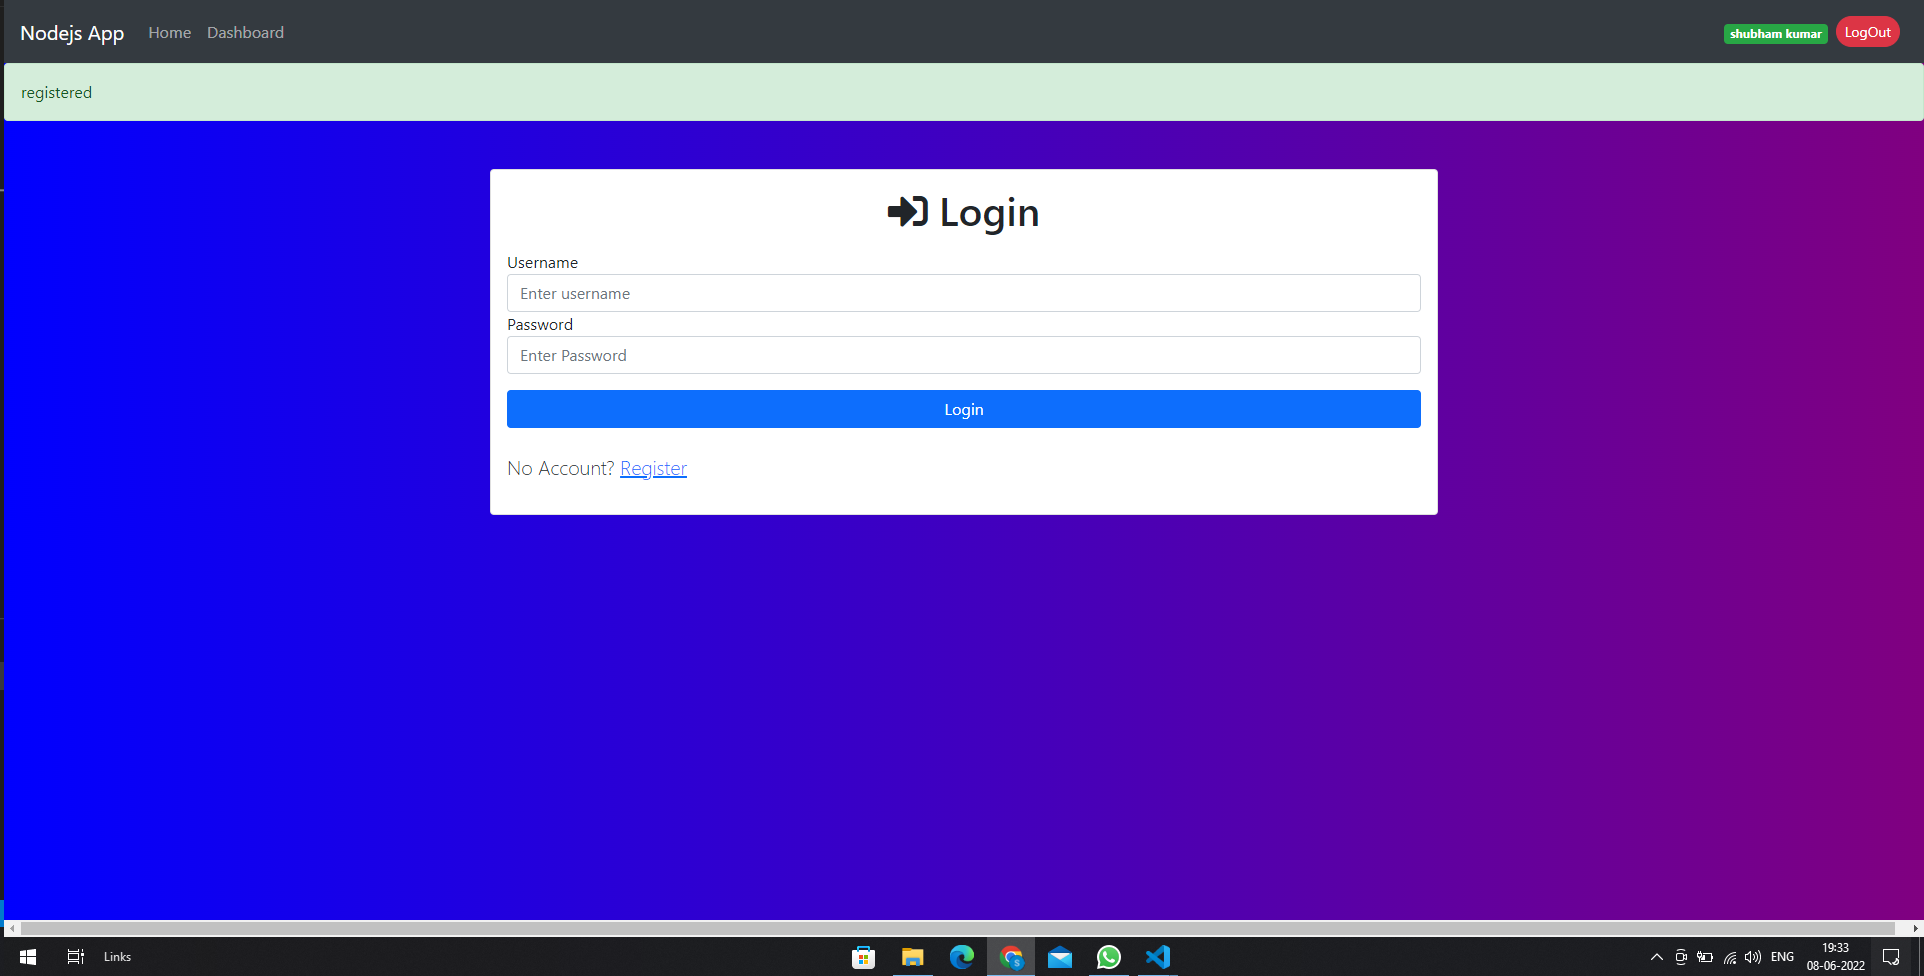 Nodejs App Home Dashboard shubham kumar LogOut
registered
Login
Username
Enter username
Password
Enter Password
Login
No Account? Register
Links
ENG
19:33
08-06-2022